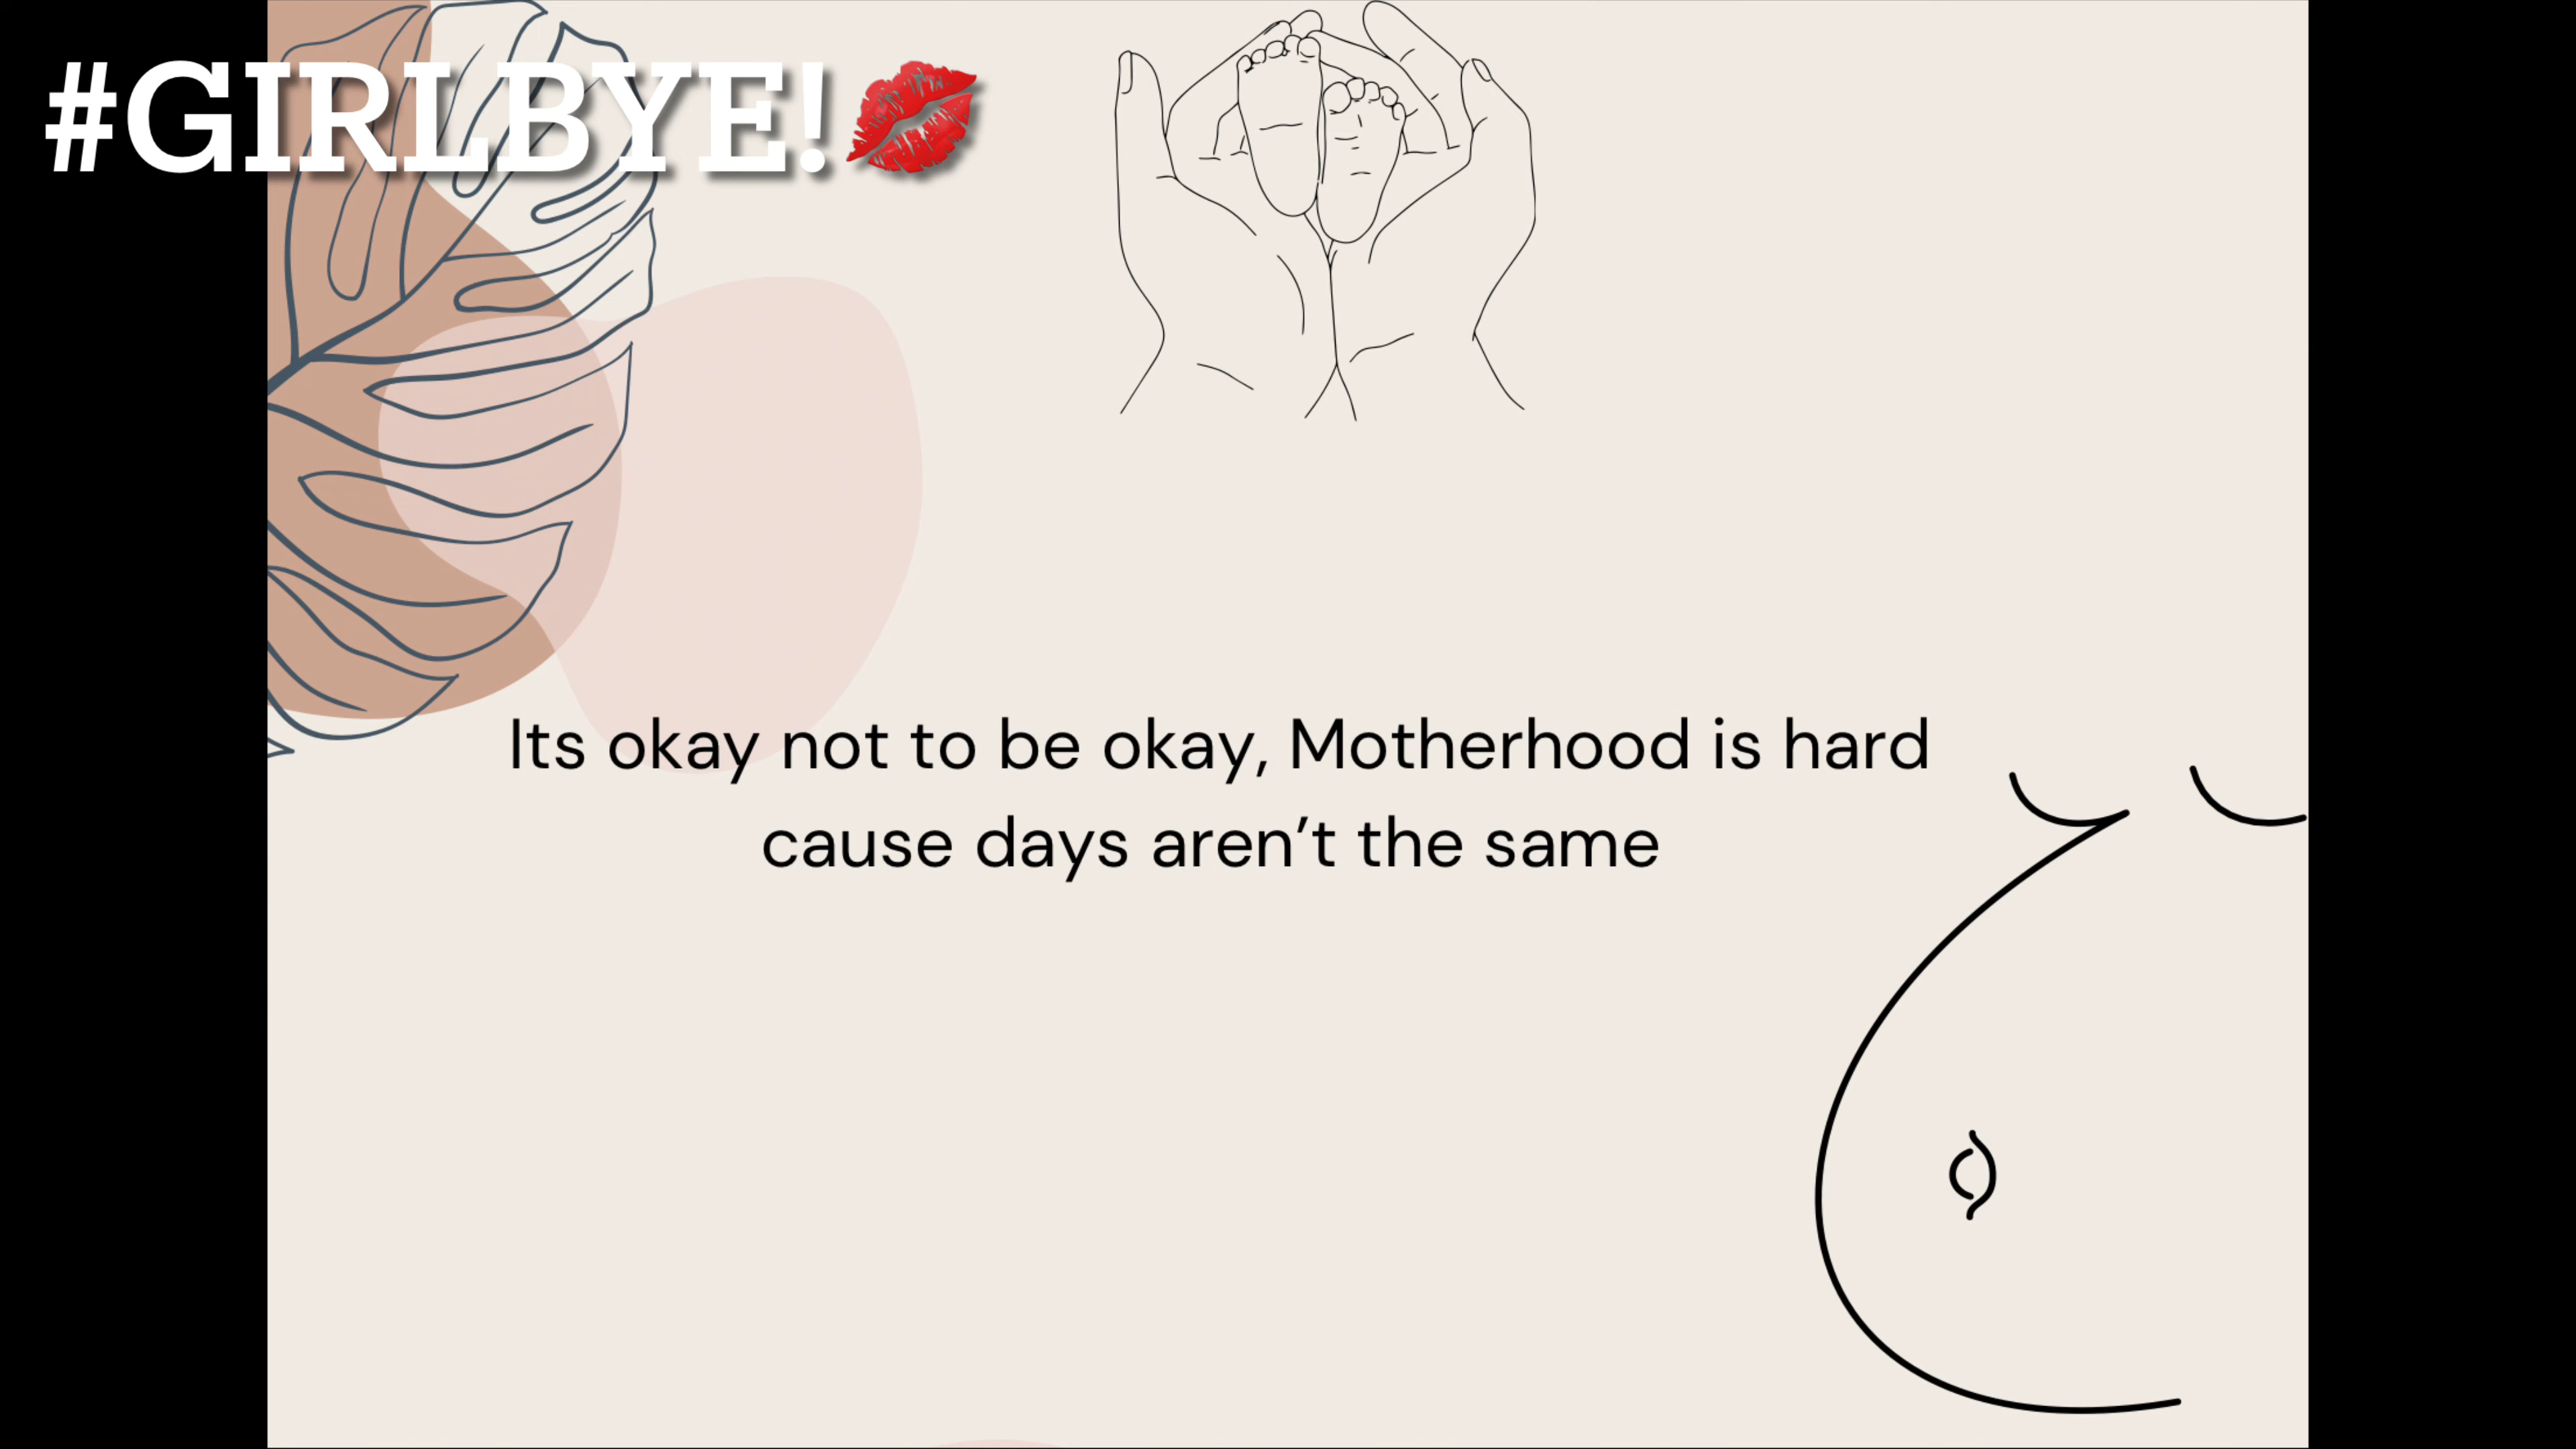 #GIRLBYE!💋
Its okay not to be okay, Motherhood is hard
cause days aren’t the same